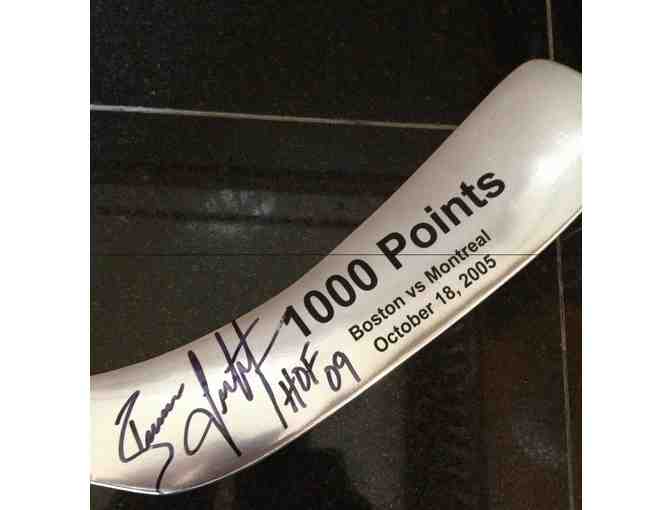 1000 Points
Boston vs Montreal
October 18, 2005
HOF
09